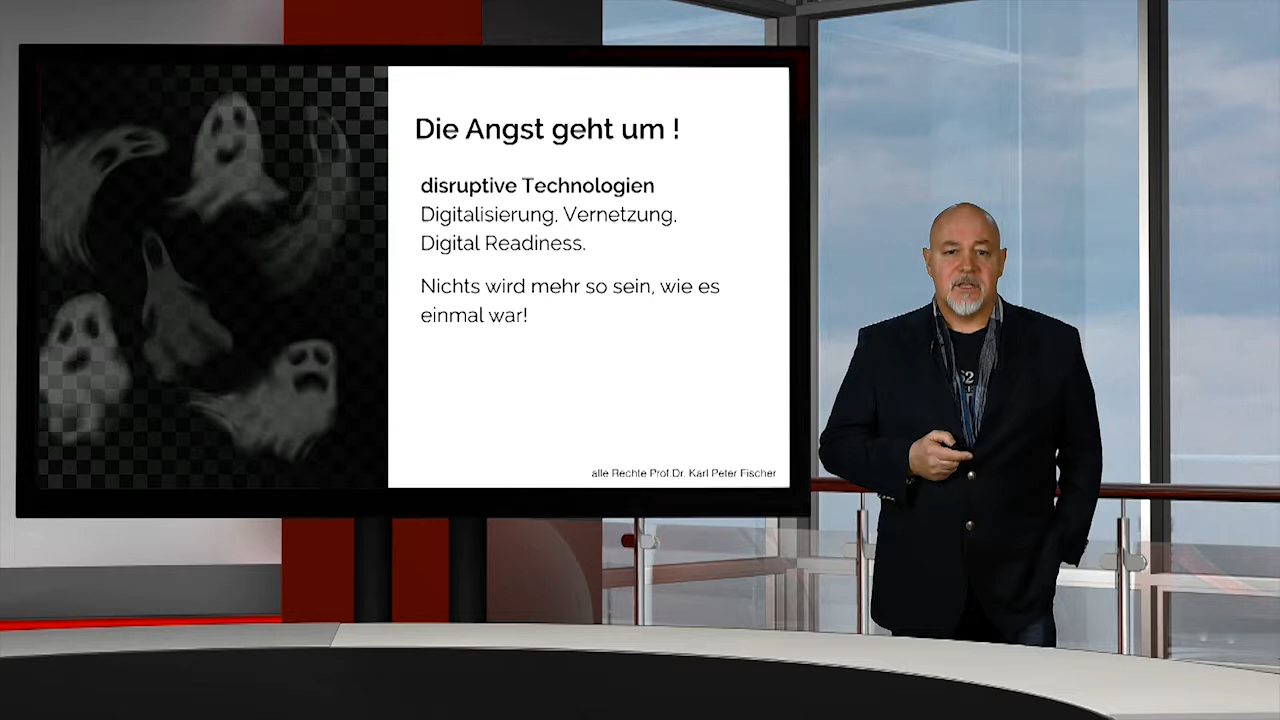 Die Angst geht um !
disruptive Technologien
Digitalisierung, Vernetzung,
Digital Readiness.
Nichts wird mehr so sein, wie es
einmal war!
alle Rechte Prof.Dr. Karl Peter Fischer